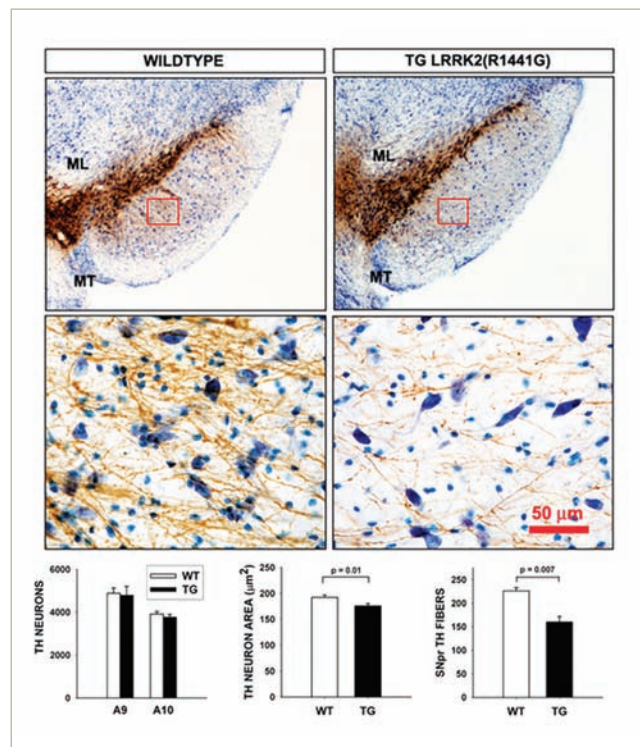 WILDTYPE
TG LRRK2(R1441G)
ML
MT
ML
MT
50 µm
TH NEURONS
6000
4000
2000
0
WT
TG
A9
A10
TH NEURON AREA (µm²)
250
200
150
100
50
0
p = 0.01
WT
TG
SNpr TH FIBERS
250
200
150
100
50
0
p = 0.007
WT
TG